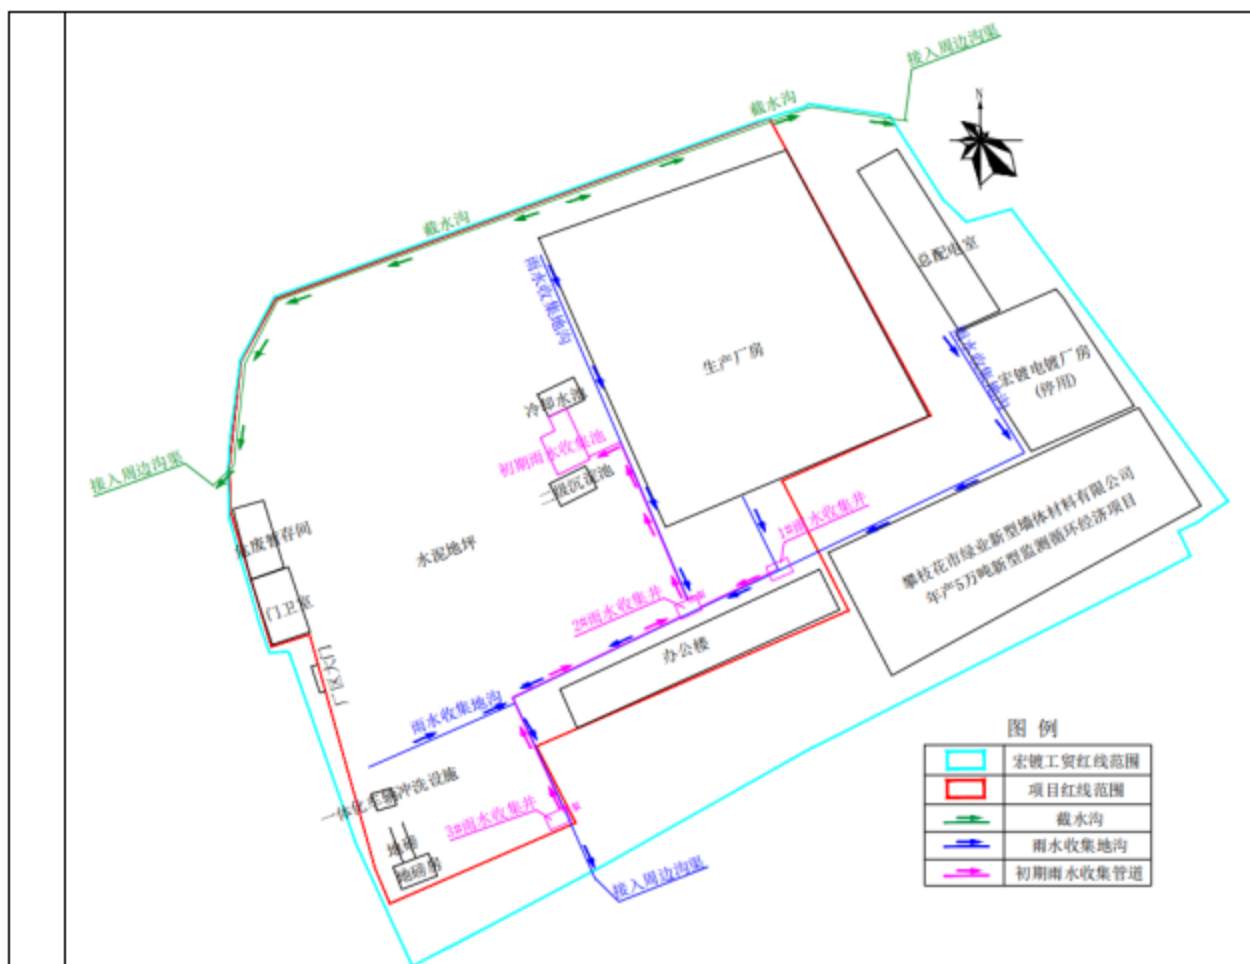 接入周边沟渠
截水沟
N
截水沟
总配电室
雨水收集地沟
生产厂房
雨水收集地沟
宏镀电镀厂房
(停用)
冷却水池
初期雨水收集池
二级沉淀池
接入周边沟渠
危废暂存间
水泥地坪
1#雨水收集井
攀枝花市绿业新型墙体材料有限公司
年产5万吨新型监测循环经济项目
门卫室
2#雨水收集井
办公楼
厂区大门
雨水收集地沟
一体化车辆冲洗设施
3#雨水收集井
地磅
地磅房
接入周边沟渠
图 例
宏镀工贸红线范围
项目红线范围
截水沟
雨水收集地沟
初期雨水收集管道